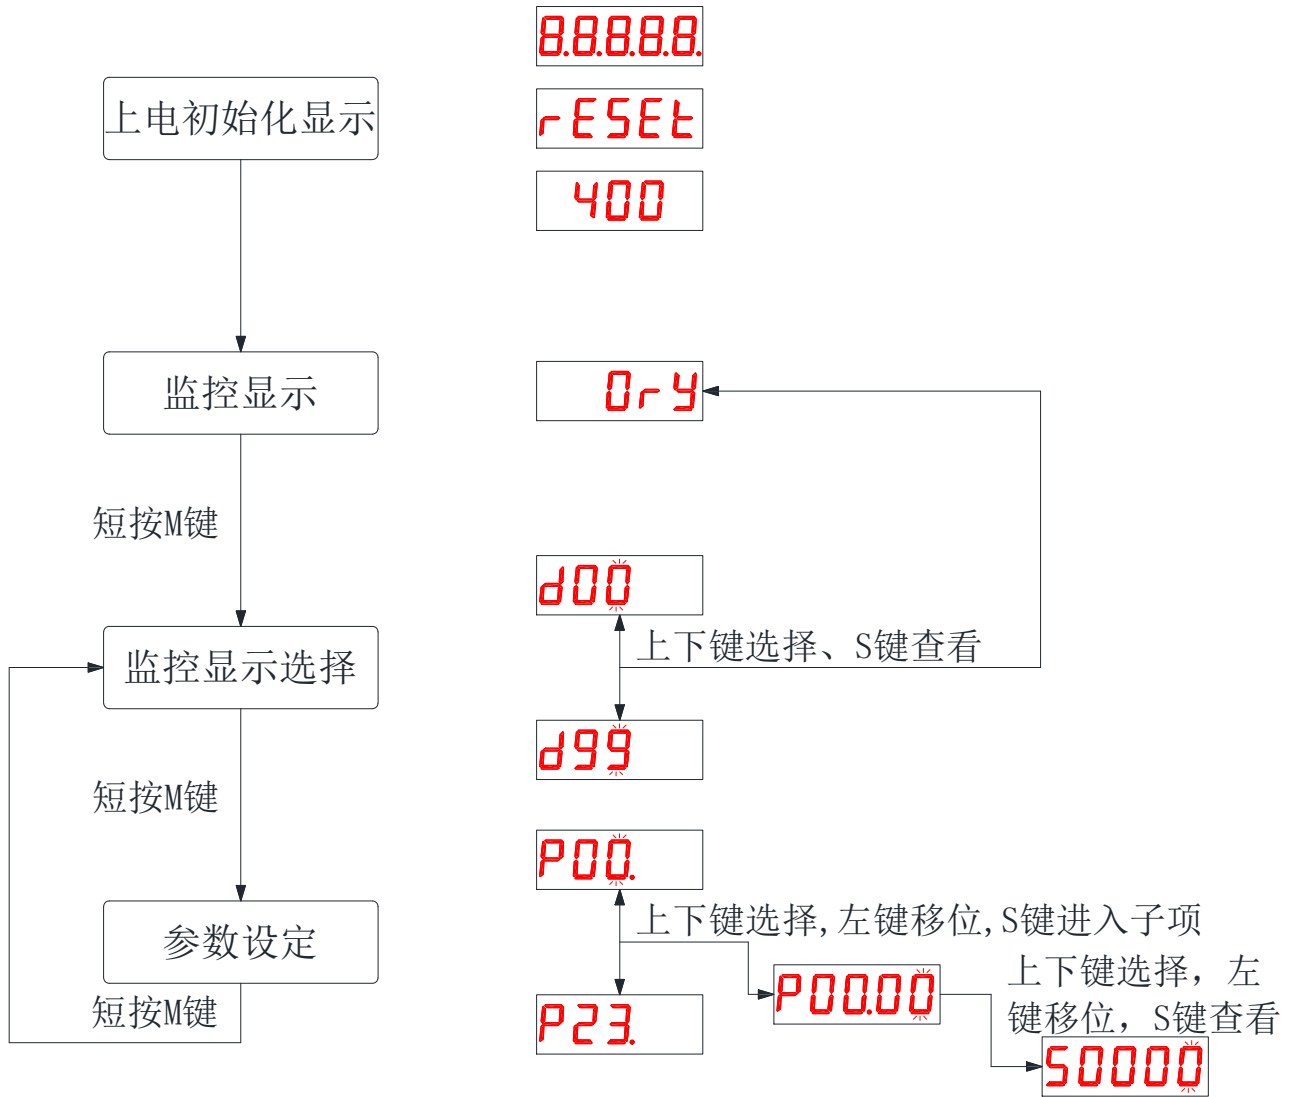 8.8.8.8.8.
上电初始化显示
rESEt
400
监控显示
0ry
短按M键
d00
上下键选择、S键查看
监控显示选择
d99
短按M键
P00.
上下键选择,左键移位,S键进入子项
参数设定
上下键选择，左
键移位，S键查看
P00.00
短按M键
P23.
50000